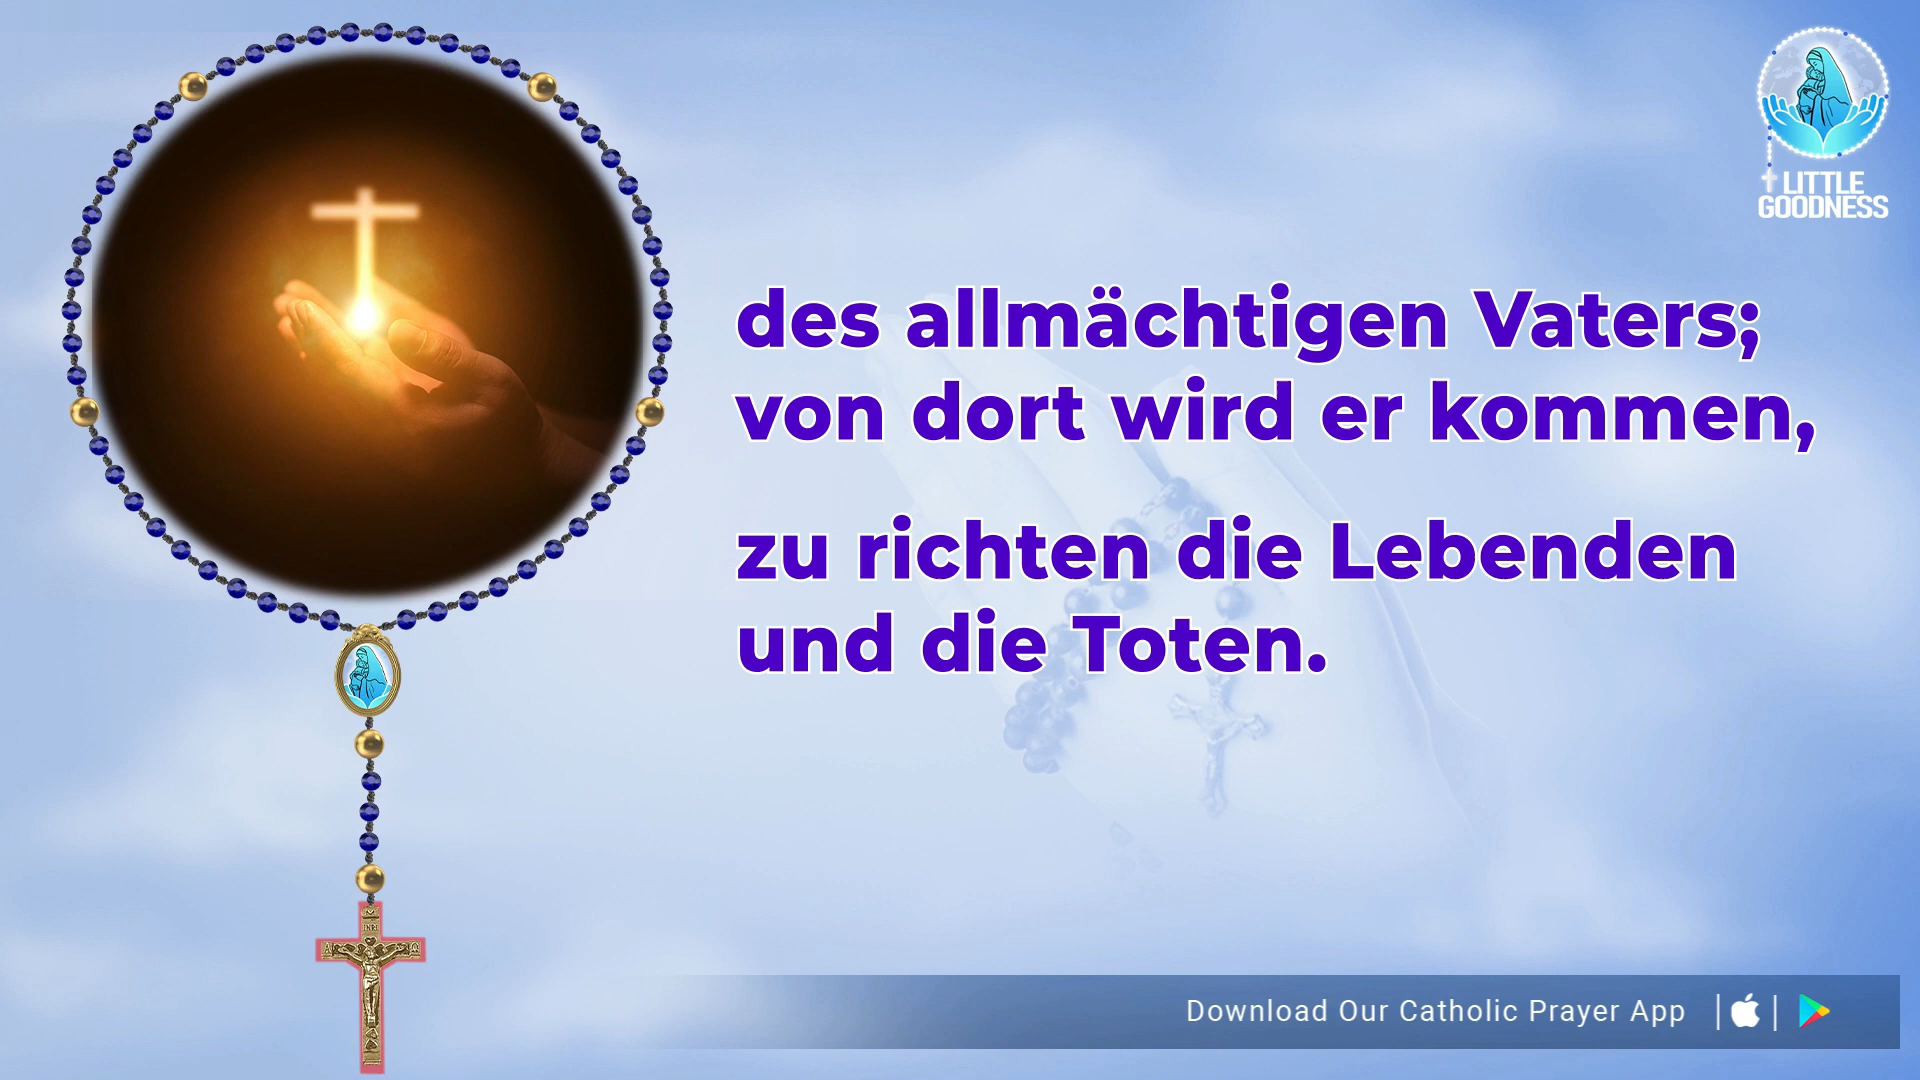 LITTLE
GOODNESS
des allmächtigen Vaters;
von dort wird er kommen,
zu richten die Lebenden
und die Toten.
INRI
A Ω
Download Our Catholic Prayer App